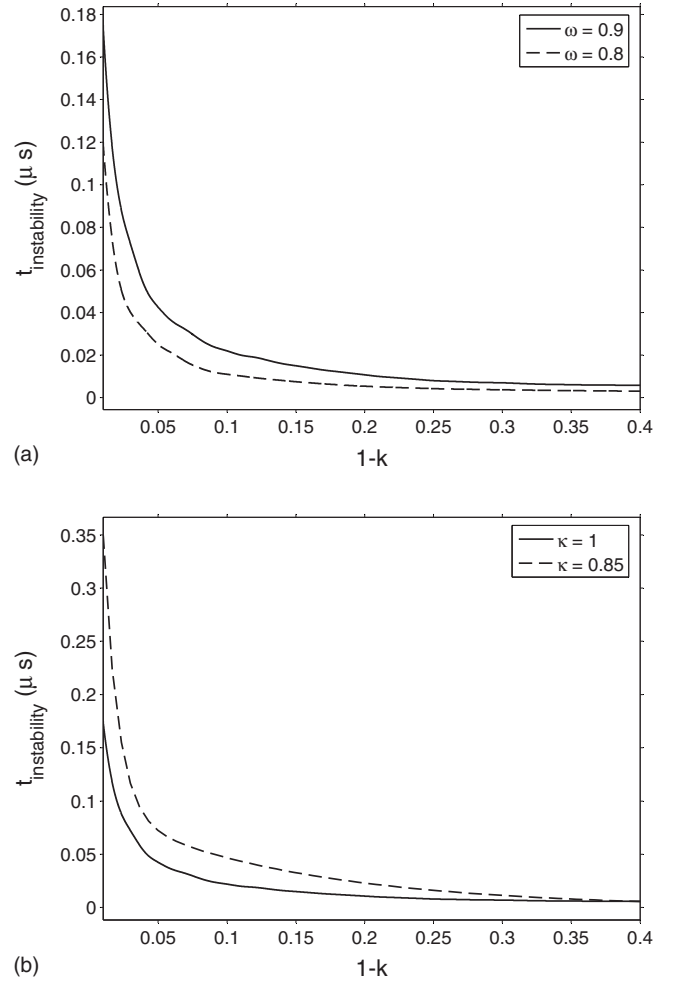 0.18
0.16
0.14
0.12
0.1
0.08
0.06
0.04
0.02
0
t_instability (μ s)
ω = 0.9
ω = 0.8
0.05 0.1 0.15 0.2 0.25 0.3 0.35 0.4
1-k
(a)
0.35
0.3
0.25
0.2
0.15
0.1
0.05
0
t_instability (μ s)
κ = 1
κ = 0.85
0.05 0.1 0.15 0.2 0.25 0.3 0.35 0.4
1-k
(b)